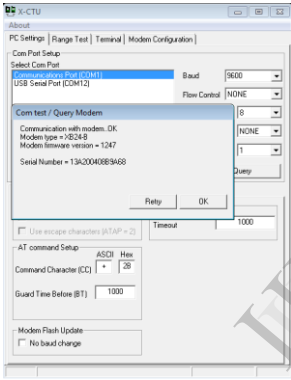 X-CTU
About
PC Settings Range Test Terminal Modem Configuration
Com Port Setup
Select Com Port
Communications Port (COM1)
USB Serial Port (COM12)
Baud 9600
Flow Control NONE
8
NONE
1
Com test / Query Modem
Communication with modem..OK
Modem type = XB24-B
Modem firmware version = 1247
Serial Number = 13A200408B9A68
Retry OK
Query
Use escape characters (ATAP = 2)
Timeout 1000
AT command Setup
ASCII Hex
Command Character (CC) + 2B
Guard Time Before (BT) 1000
Modem Flash Update
No baud change